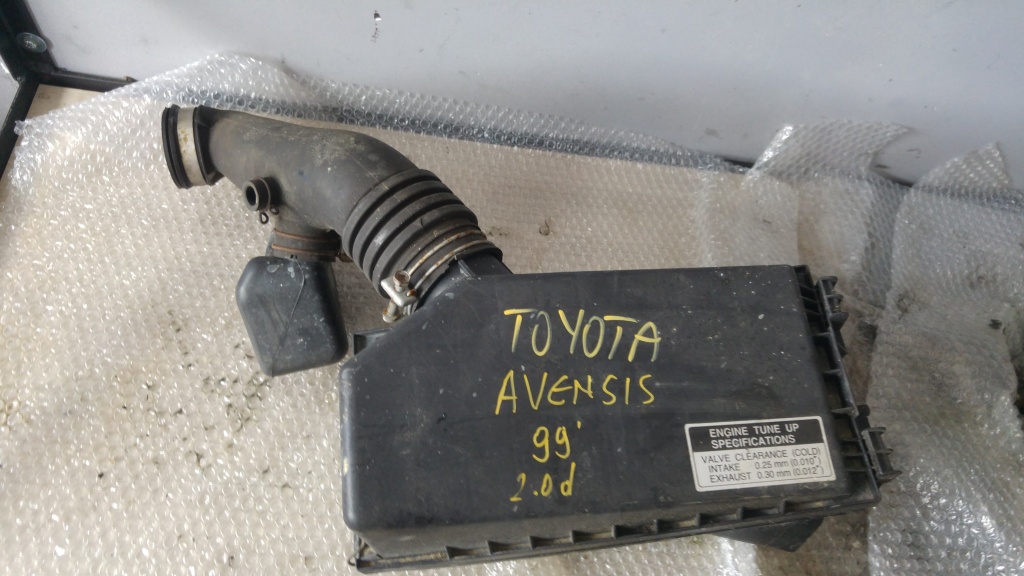 TOYOTA
AVENSIS
99'
2.0d
ENGINE TUNE UP
SPECIFICATIONS
VALVE CLEARANCE (COLD)
INTAKE 0.25 mm (0.010")
EXHAUST 0.30 mm (0.012")